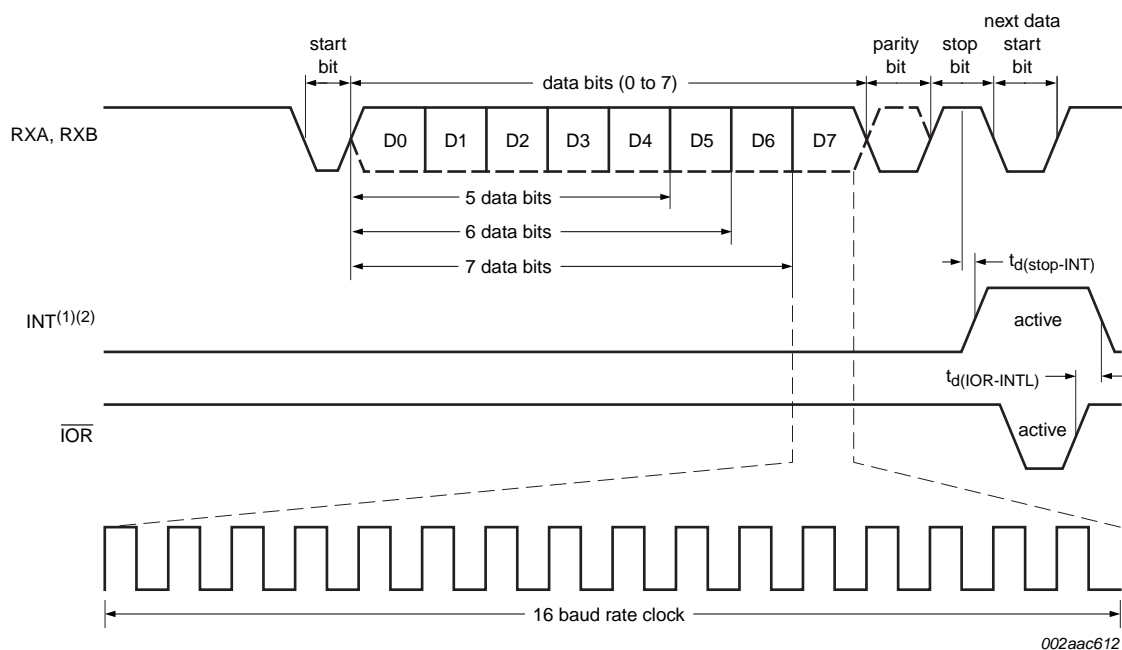 start
bit
data bits (0 to 7)
parity
bit
stop
bit
next data
start
bit
RXA, RXB
D0 D1 D2 D3 D4 D5 D6 D7
5 data bits
6 data bits
7 data bits
td(stop-INT)
INT(1)(2)
active
td(IOR-INTL)
IOR
active
16 baud rate clock
002aac612